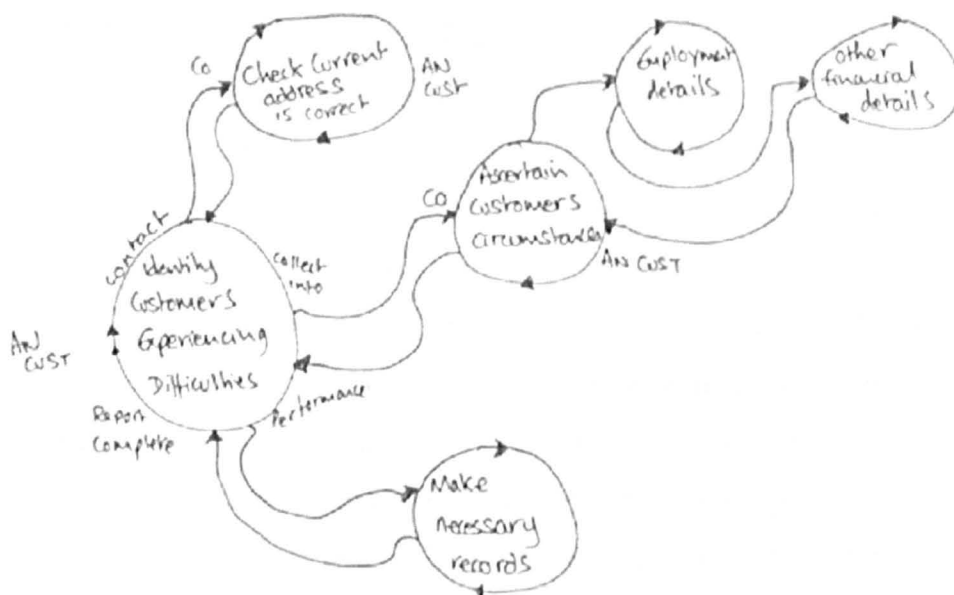 Co
Check Current
address
is correct
AN
CUST
Employment
details
other
financial
details
Co
Ascertain
Customers
Circumstances
AN CUST
contact
Identify
Customers
Experiencing
Difficulties
collect
info
AN
CUST
Performance
Report
Complete
Make
necessary
records